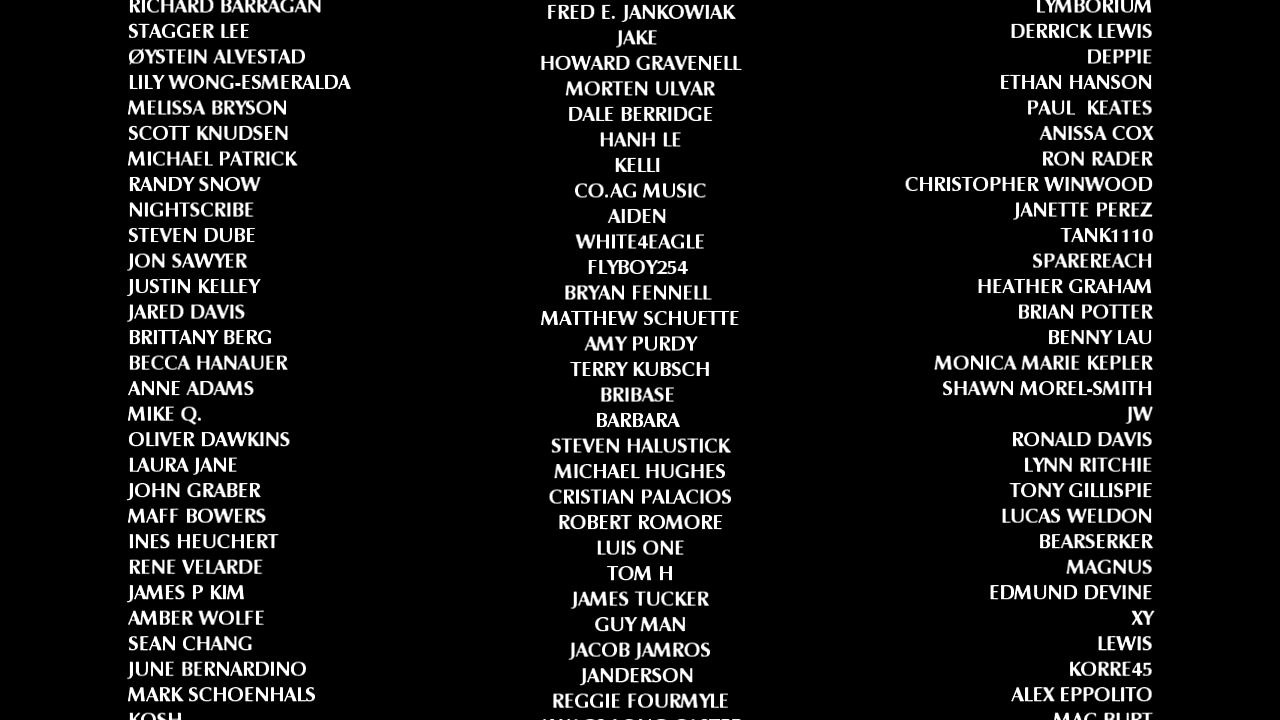 RICHARD BARRAGAN
STAGGER LEE
ØYSTEIN ALVESTAD
LILY WONG-ESMERALDA
MELISSA BRYSON
SCOTT KNUDSEN
MICHAEL PATRICK
RANDY SNOW
NIGHTSCRIBE
STEVEN DUBE
JON SAWYER
JUSTIN KELLEY
JARED DAVIS
BRITTANY BERG
BECCA HANAUER
ANNE ADAMS
MIKE Q.
OLIVER DAWKINS
LAURA JANE
JOHN GRABER
MAFF BOWERS
INES HEUCHERT
RENE VELARDE
JAMES P KIM
AMBER WOLFE
SEAN CHANG
JUNE BERNARDINO
MARK SCHOENHALS
KOSH
FRED E. JANKOWIAK
JAKE
HOWARD GRAVENELL
MORTEN ULVAR
DALE BERRIDGE
HANH LE
KELLI
CO.AG MUSIC
AIDEN
WHITE4EAGLE
FLYBOY254
BRYAN FENNELL
MATTHEW SCHUETTE
AMY PURDY
TERRY KUBSCH
BRIBASE
BARBARA
STEVEN HALUSTICK
MICHAEL HUGHES
CRISTIAN PALACIOS
ROBERT ROMORE
LUIS ONE
TOM H
JAMES TUCKER
GUY MAN
JACOB JAMROS
JANDERSON
REGGIE FOURMYLE
LYMBORIUM
DERRICK LEWIS
DEPPIE
ETHAN HANSON
PAUL  KEATES
ANISSA COX
RON RADER
CHRISTOPHER WINWOOD
JANETTE PEREZ
TANK1110
SPAREREACH
HEATHER GRAHAM
BRIAN POTTER
BENNY LAU
MONICA MARIE KEPLER
SHAWN MOREL-SMITH
JW
RONALD DAVIS
LYNN RITCHIE
TONY GILLISPIE
LUCAS WELDON
BEARSERKER
MAGNUS
EDMUND DEVINE
XY
LEWIS
KORRE45
ALEX EPPOLITO